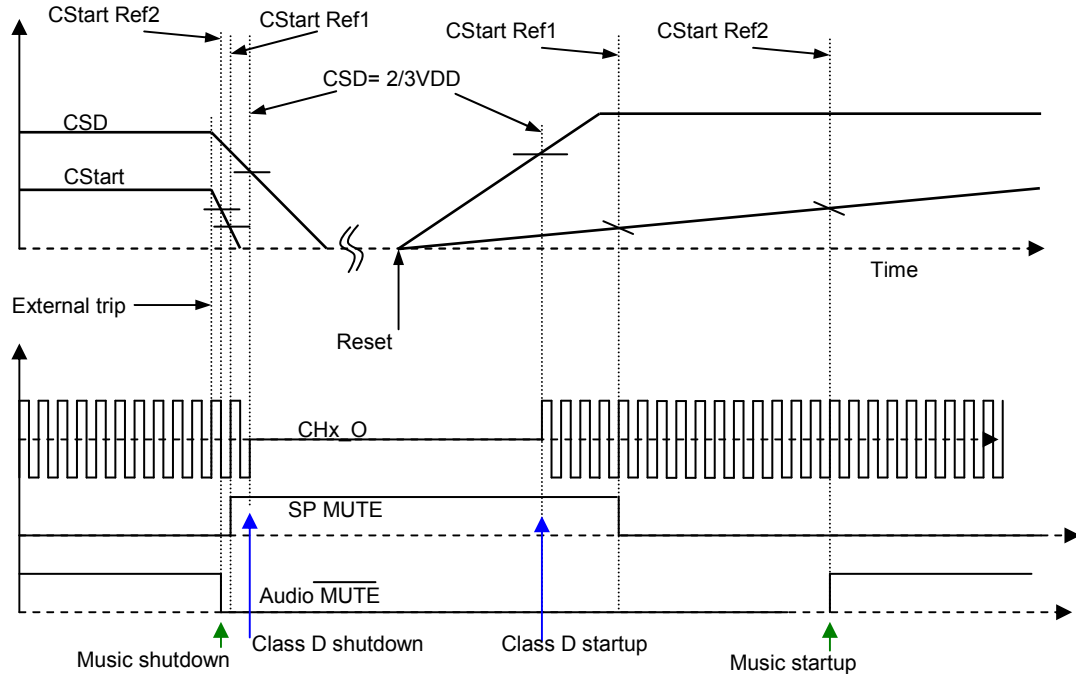 CStart Ref2
CStart Ref1
CStart Ref1
CStart Ref2
CSD= 2/3VDD
CSD
CStart
Time
External trip
Reset
CHx_O
SP MUTE
Audio MUTE
Class D shutdown
Class D startup
Music shutdown
Music startup